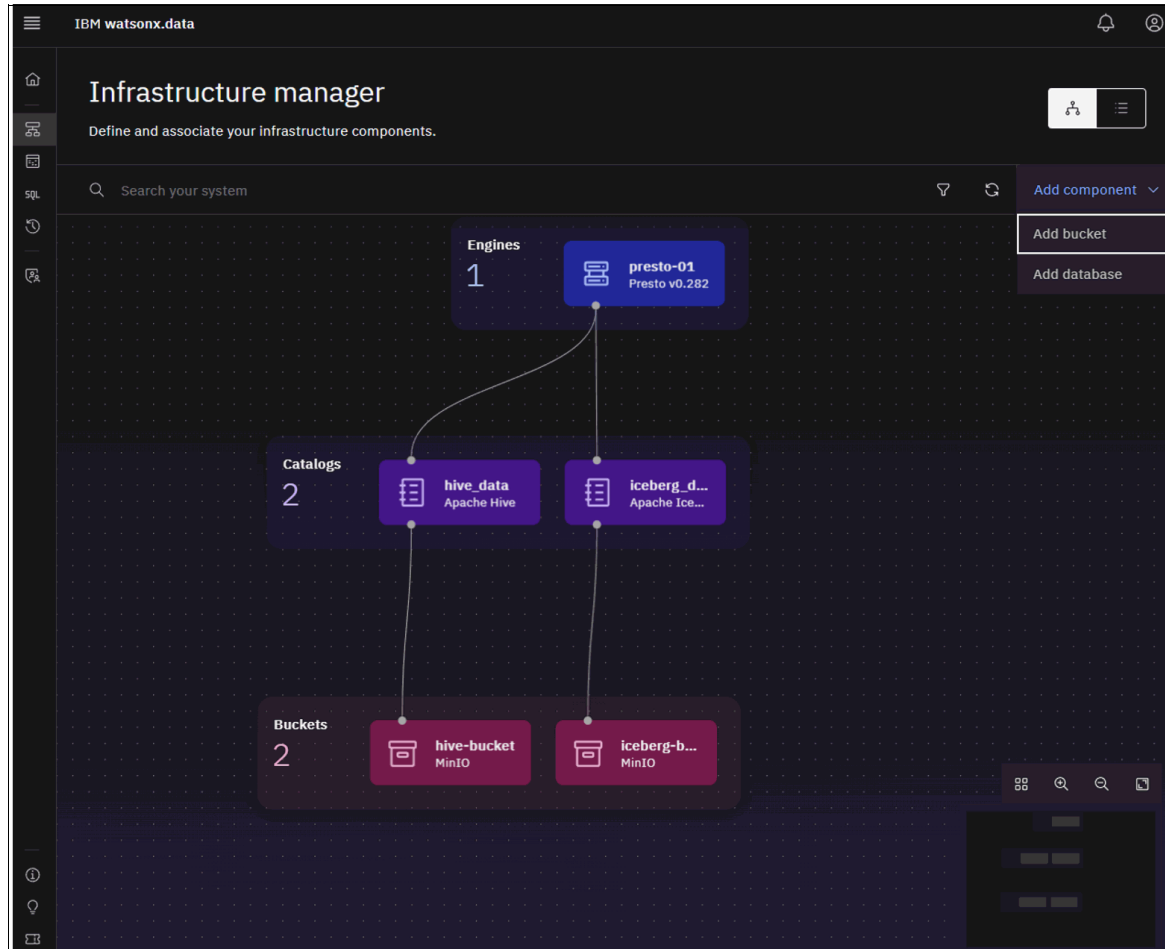 IBM watsonx.data
Infrastructure manager
Define and associate your infrastructure components.
SQL
Search your system
Add component
Add bucket
Add database
Engines
1
presto-01
Presto v0.282
Catalogs
2
hive_data
Apache Hive
iceberg_d...
Apache Ice...
Buckets
2
hive-bucket
MinIO
iceberg-b...
MinIO